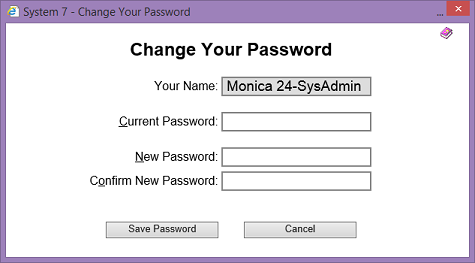 System 7 - Change Your Password
...
Change Your Password
Your Name: Monica 24-SysAdmin
Current Password:
New Password:
Confirm New Password:
Save Password Cancel